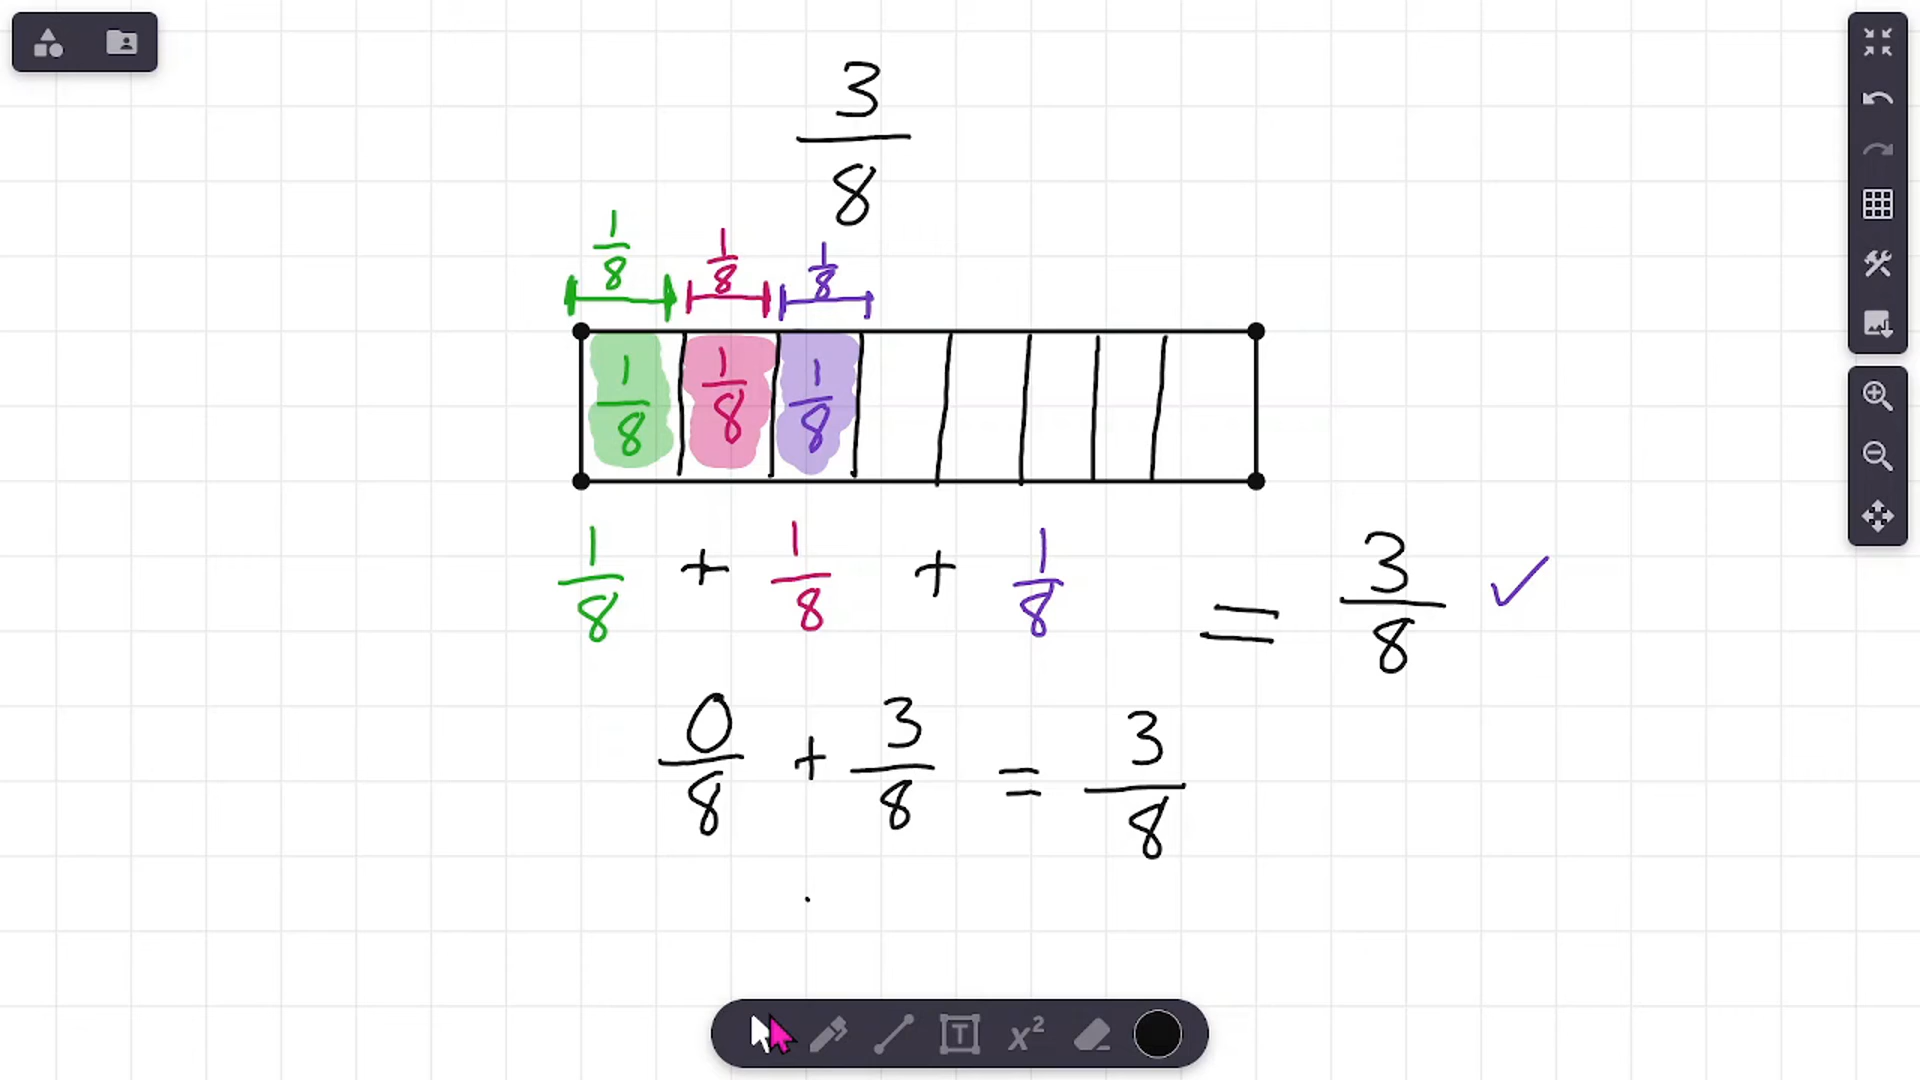 3/8
1/8 1/8 1/8
1/8 1/8 1/8
1/8 + 1/8 + 1/8 = 3/8 ✓
0/8 + 3/8 = 3/8
T x²